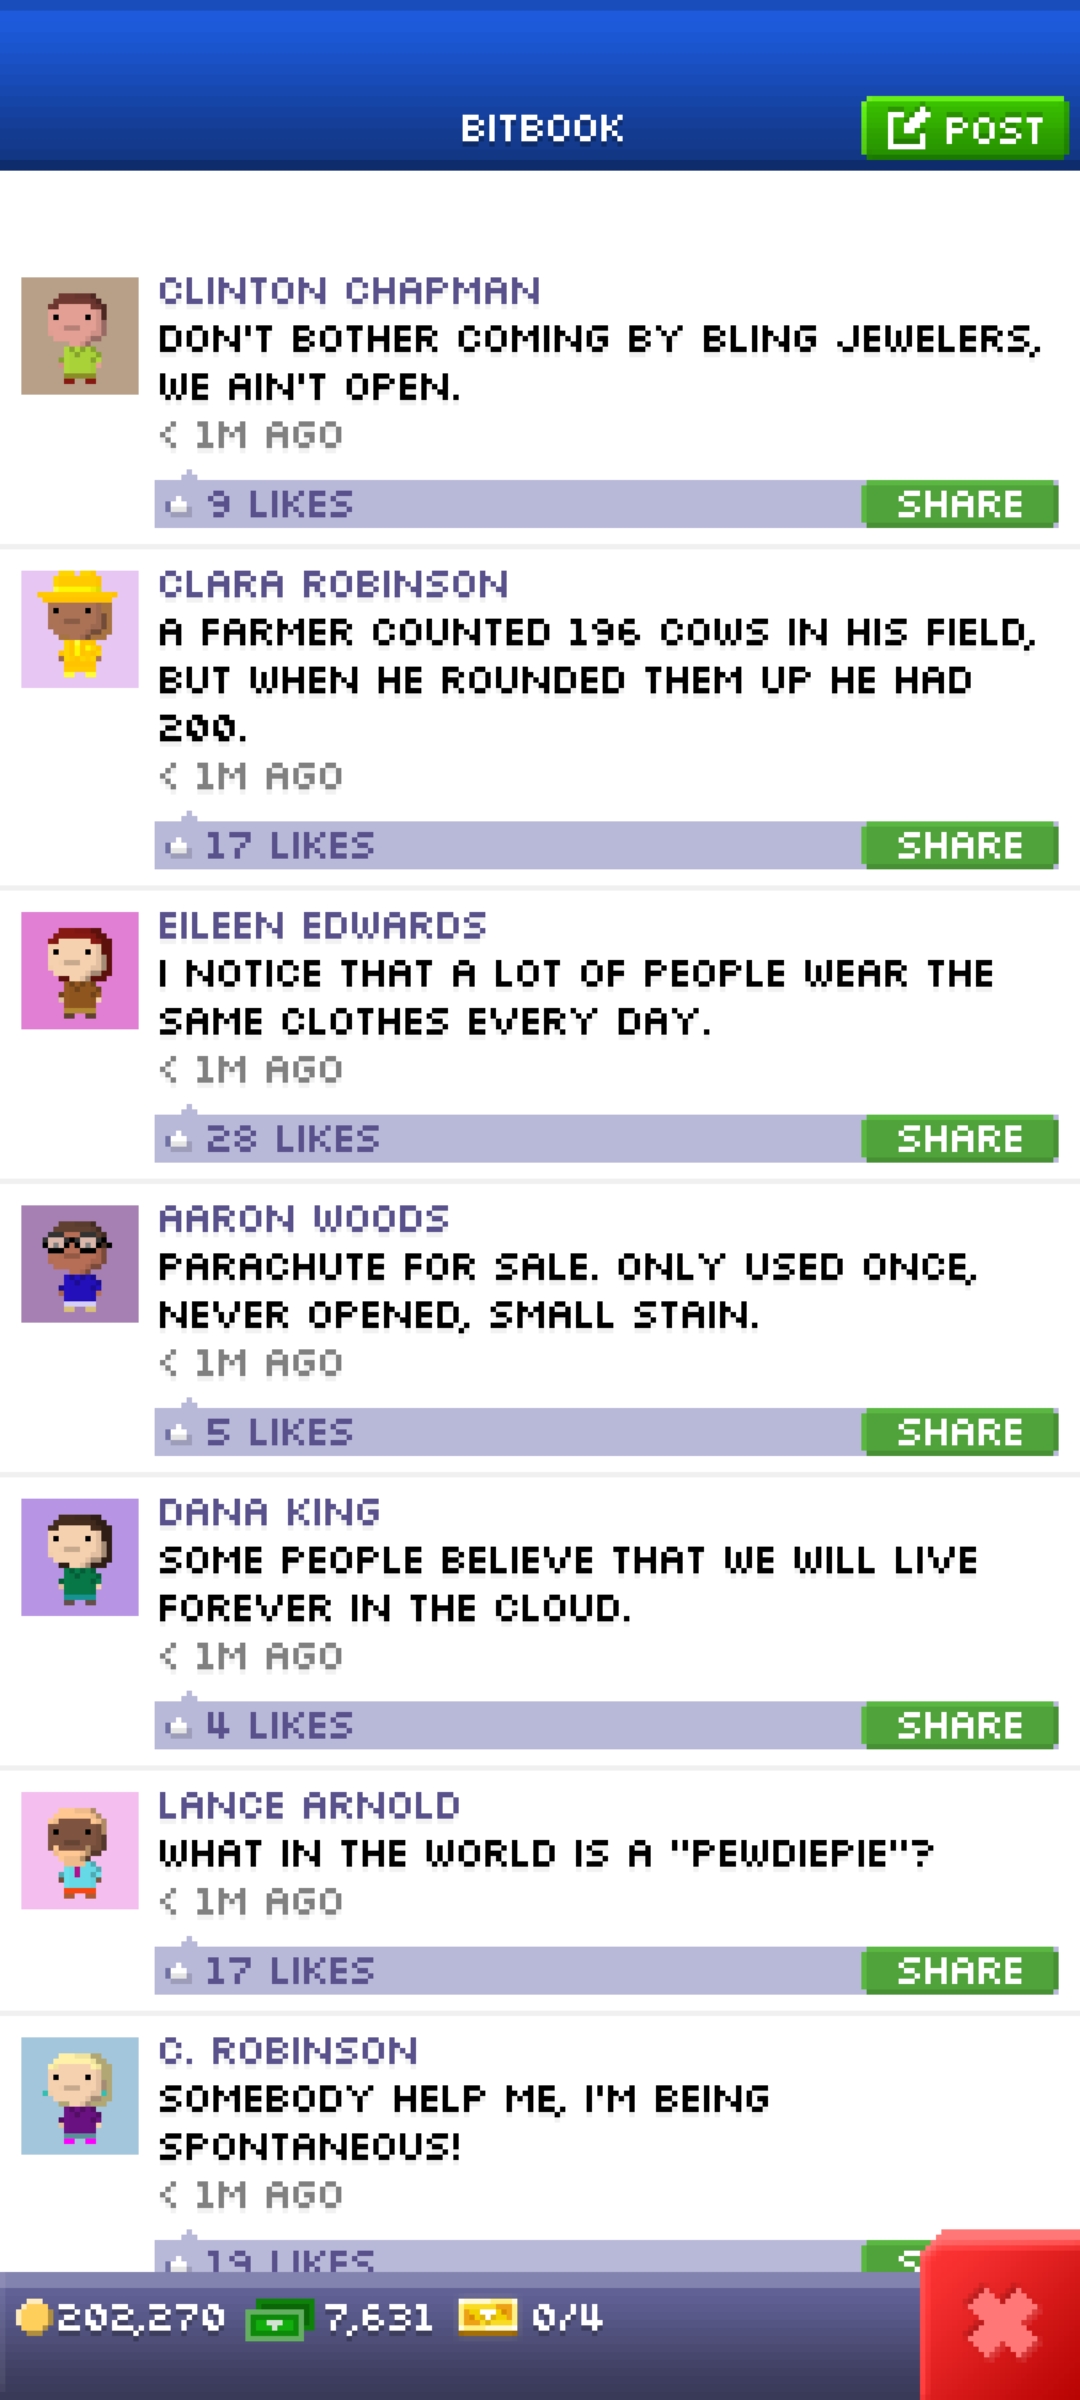 BITBOOK
POST
CLINTON CHAPMAN
DON'T BOTHER COMING BY BLING JEWELERS,
WE AIN'T OPEN.
< 1M AGO
9 LIKES
SHARE
CLARA ROBINSON
A FARMER COUNTED 196 COWS IN HIS FIELD,
BUT WHEN HE ROUNDED THEM UP HE HAD
200.
< 1M AGO
17 LIKES
SHARE
EILEEN EDWARDS
I NOTICE THAT A LOT OF PEOPLE WEAR THE
SAME CLOTHES EVERY DAY.
< 1M AGO
28 LIKES
SHARE
AARON WOODS
PARACHUTE FOR SALE. ONLY USED ONCE,
NEVER OPENED, SMALL STAIN.
< 1M AGO
5 LIKES
SHARE
DANA KING
SOME PEOPLE BELIEVE THAT WE WILL LIVE
FOREVER IN THE CLOUD.
< 1M AGO
4 LIKES
SHARE
LANCE ARNOLD
WHAT IN THE WORLD IS A "PEWDIEPIE"?
< 1M AGO
17 LIKES
SHARE
C. ROBINSON
SOMEBODY HELP ME, I'M BEING
SPONTANEOUS!
< 1M AGO
19 LIKES
202,270
7,631
0/4